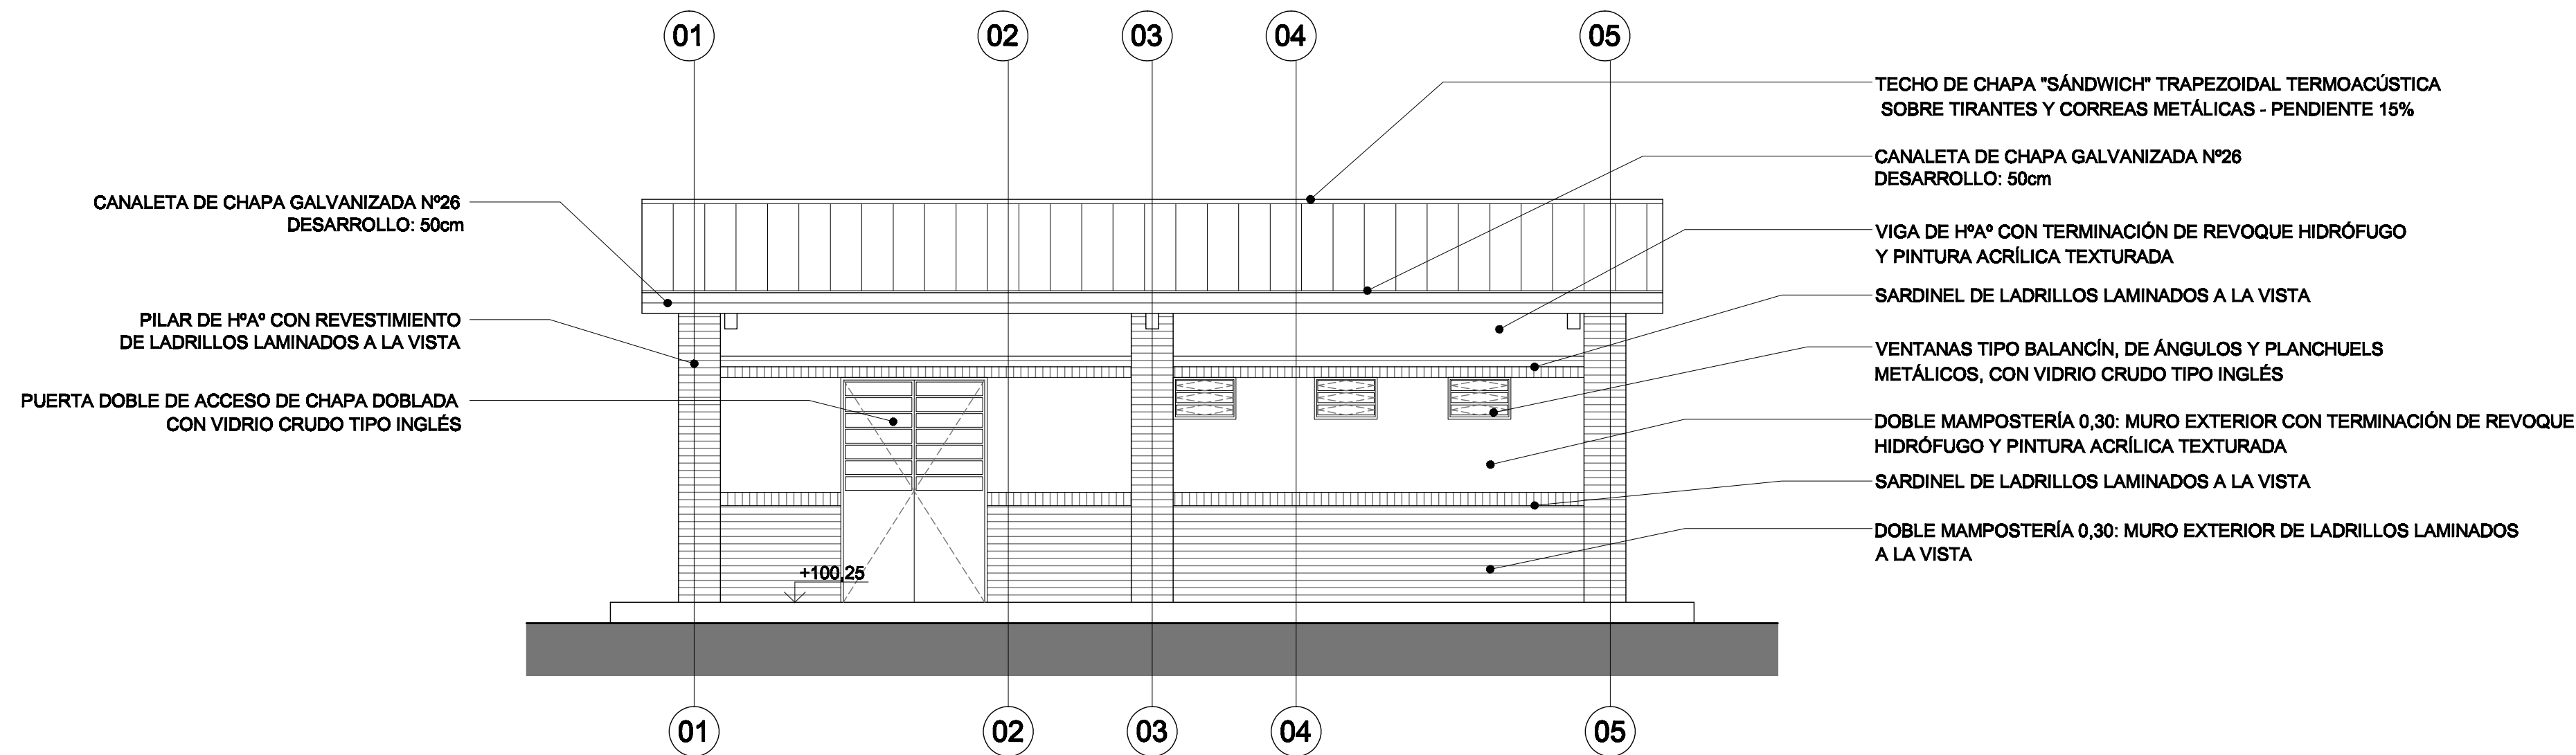 01
02
03
04
05
TECHO DE CHAPA "SÁNDWICH" TRAPEZOIDAL TERMOACÚSTICA
SOBRE TIRANTES Y CORREAS METÁLICAS - PENDIENTE 15%
CANALETA DE CHAPA GALVANIZADA Nº26
DESARROLLO: 50cm
VIGA DE HºAº CON TERMINACIÓN DE REVOQUE HIDRÓFUGO
Y PINTURA ACRÍLICA TEXTURADA
SARDINEL DE LADRILLOS LAMINADOS A LA VISTA
VENTANAS TIPO BALANCÍN, DE ÁNGULOS Y PLANCHUELS
METÁLICOS, CON VIDRIO CRUDO TIPO INGLÉS
DOBLE MAMPOSTERÍA 0,30: MURO EXTERIOR CON TERMINACIÓN DE REVOQUE
HIDRÓFUGO Y PINTURA ACRÍLICA TEXTURADA
SARDINEL DE LADRILLOS LAMINADOS A LA VISTA
DOBLE MAMPOSTERÍA 0,30: MURO EXTERIOR DE LADRILLOS LAMINADOS
A LA VISTA
CANALETA DE CHAPA GALVANIZADA Nº26
DESARROLLO: 50cm
PILAR DE HºAº CON REVESTIMIENTO
DE LADRILLOS LAMINADOS A LA VISTA
PUERTA DOBLE DE ACCESO DE CHAPA DOBLADA
CON VIDRIO CRUDO TIPO INGLÉS
+100,25
01
02
03
04
05